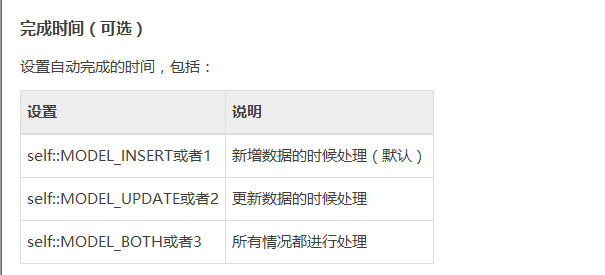 完成时间（可选）
设置自动完成的时间，包括：
设置 说明
self::MODEL_INSERT或者1 新增数据的时候处理（默认）
self::MODEL_UPDATE或者2 更新数据的时候处理
self::MODEL_BOTH或者3 所有情况都进行处理